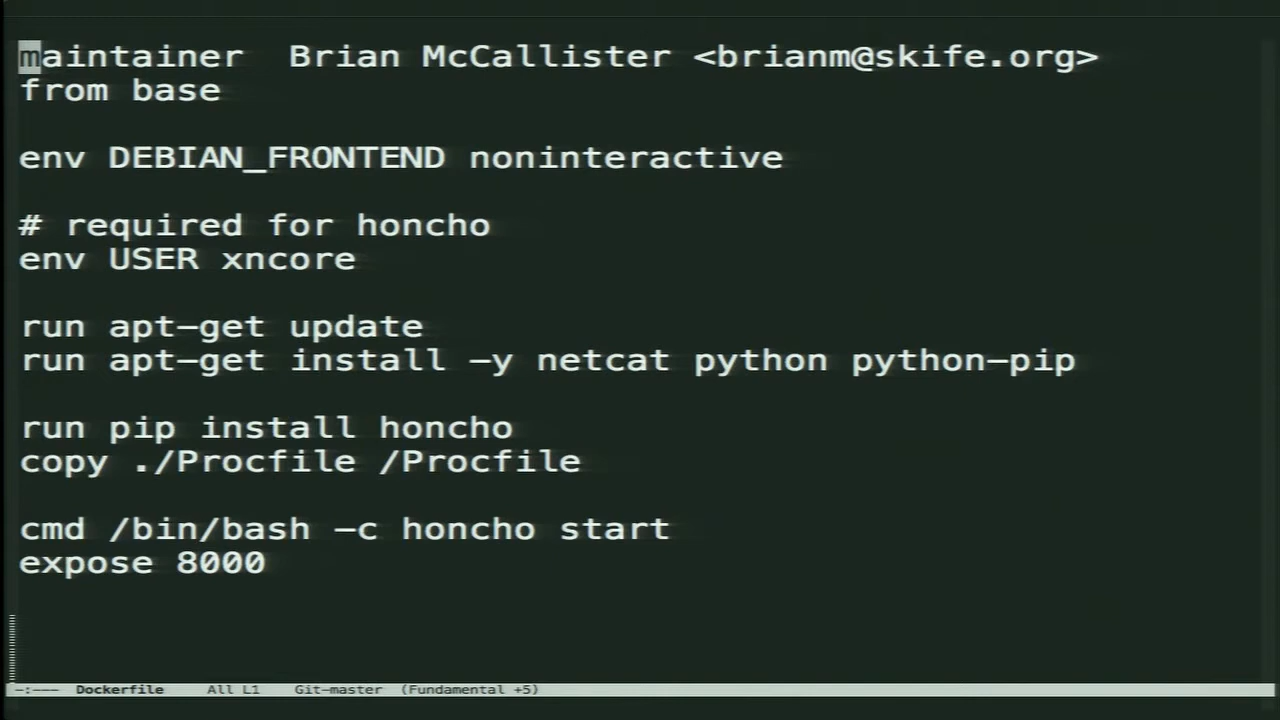 maintainer  Brian McCallister <brianm@skife.org>
from base
env DEBIAN_FRONTEND noninteractive
# required for honcho
env USER xncore
run apt-get update
run apt-get install -y netcat python python-pip
run pip install honcho
copy ./Procfile /Procfile
cmd /bin/bash -c honcho start
expose 8000
-:---  Dockerfile     All L1    Git-master  (Fundamental +5)